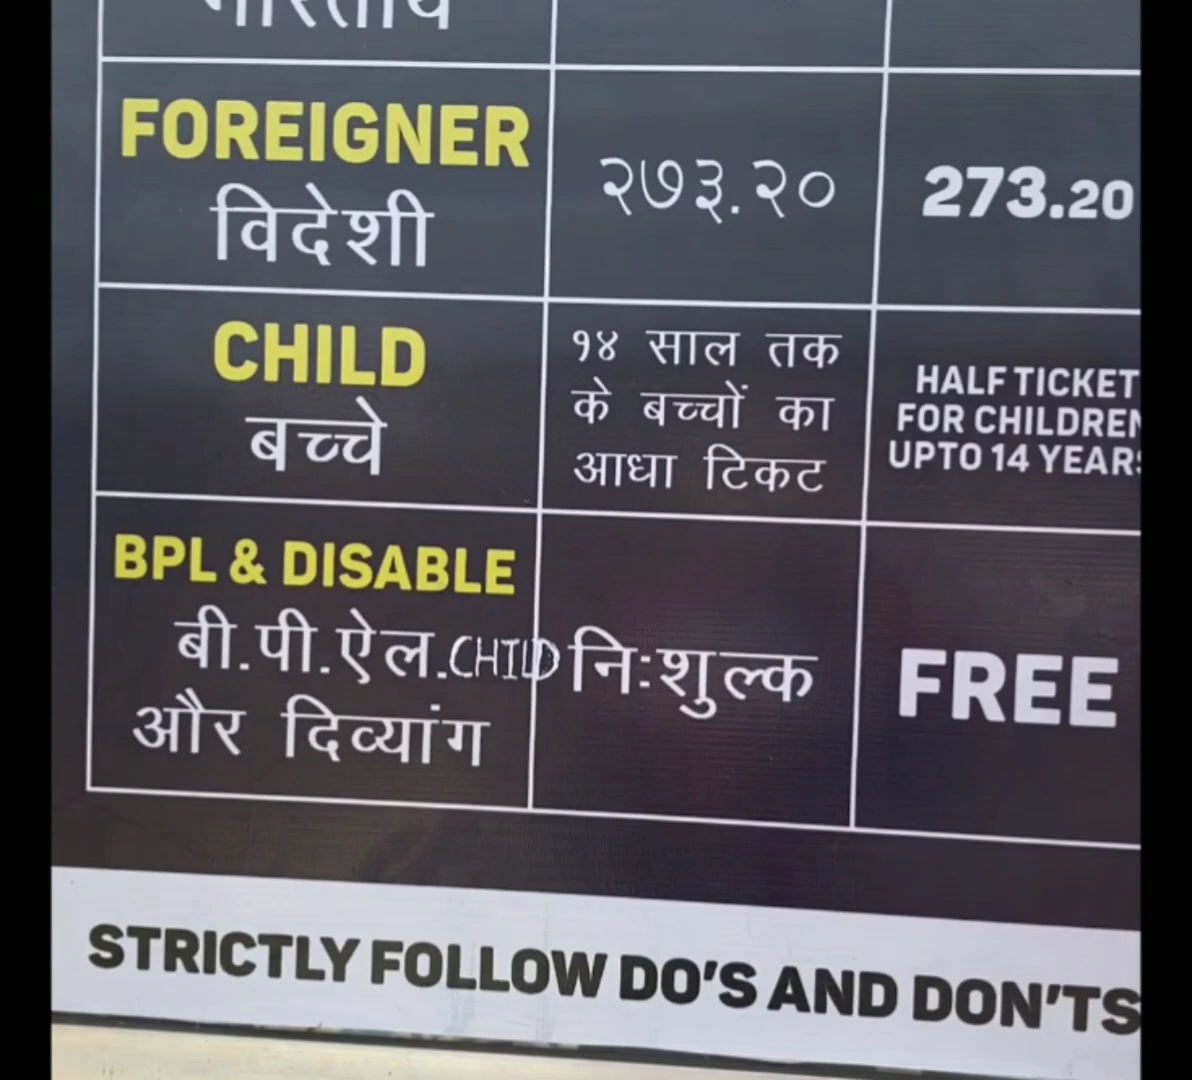 भारतीय
FOREIGNER
विदेशी
२७३.२०
273.20
CHILD
बच्चे
१४ साल तक
के बच्चों का
आधा टिकट
HALF TICKET
FOR CHILDREN
UPTO 14 YEARS
BPL & DISABLE
बी.पी.ऐल.CHILD
और दिव्यांग
निःशुल्क
FREE
STRICTLY FOLLOW DO'S AND DON'TS